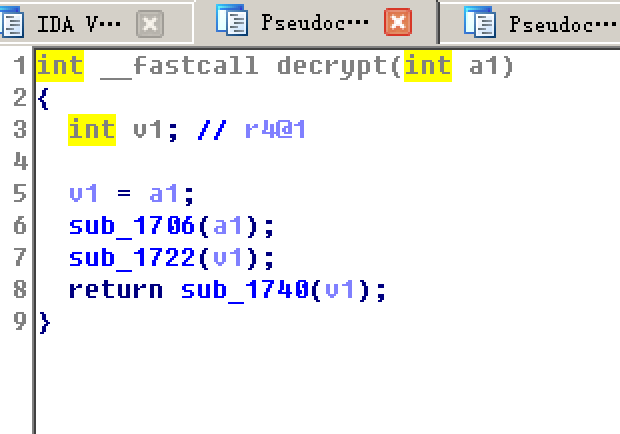 IDA V··· Pseudoc··· Pseudoc···
1 int __fastcall decrypt(int a1)
2 {
3   int v1; // r4@1
4
5   v1 = a1;
6   sub_1706(a1);
7   sub_1722(v1);
8   return sub_1740(v1);
9 }